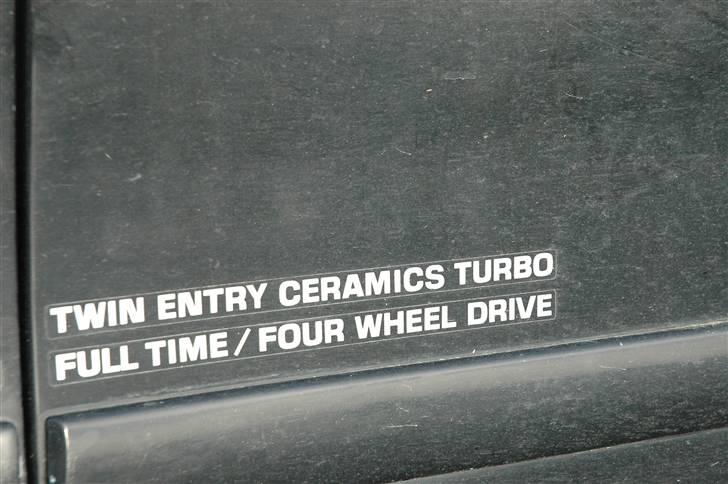 TWIN ENTRY CERAMICS TURBO
FULL TIME/FOUR WHEEL DRIVE